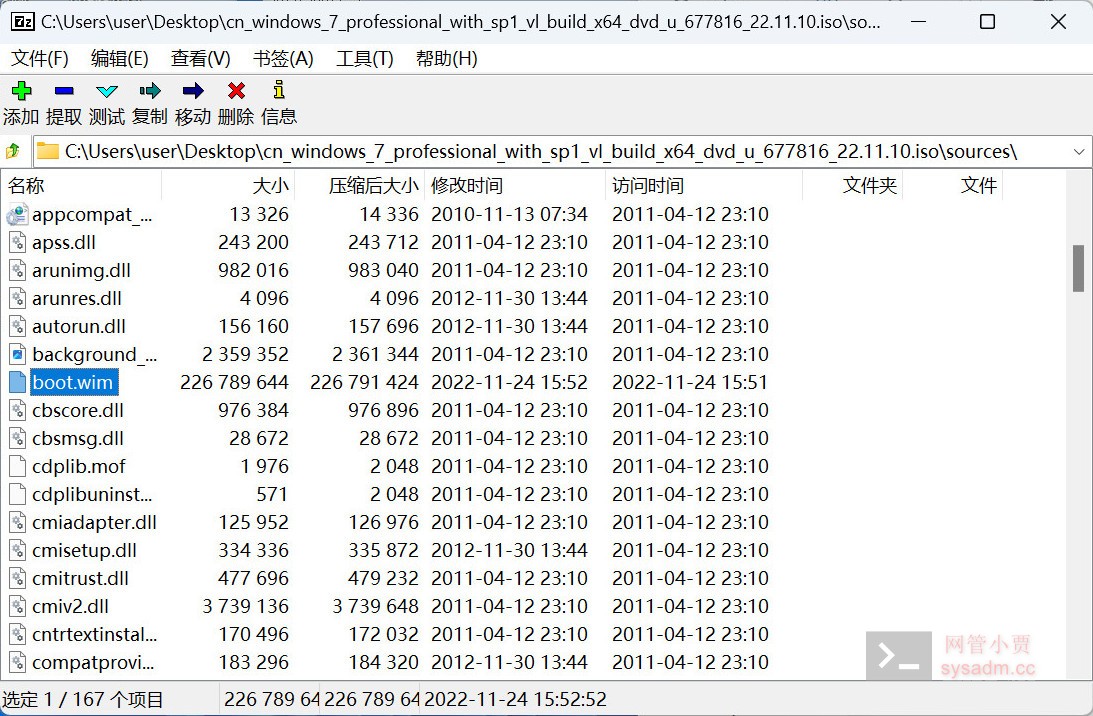 C:\Users\user\Desktop\cn_windows_7_professional_with_sp1_vl_build_x64_dvd_u_677816_22.11.10.iso\so...
文件(F) 编辑(E) 查看(V) 书签(A) 工具(T) 帮助(H)
添加 提取 测试 复制 移动 删除 信息
C:\Users\user\Desktop\cn_windows_7_professional_with_sp1_vl_build_x64_dvd_u_677816_22.11.10.iso\sources\
名称 大小 压缩后大小 修改时间 访问时间 文件夹 文件
appcompat_... 13 326 14 336 2010-11-13 07:34 2011-04-12 23:10
apss.dll 243 200 243 712 2011-04-12 23:10 2011-04-12 23:10
arunimg.dll 982 016 983 040 2011-04-12 23:10 2011-04-12 23:10
arunres.dll 4 096 4 096 2012-11-30 13:44 2011-04-12 23:10
autorun.dll 156 160 157 696 2012-11-30 13:44 2011-04-12 23:10
background_... 2 359 352 2 361 344 2011-04-12 23:10 2011-04-12 23:10
boot.wim 226 789 644 226 791 424 2022-11-24 15:52 2022-11-24 15:51
cbscore.dll 976 384 976 896 2011-04-12 23:10 2011-04-12 23:10
cbsmsg.dll 28 672 28 672 2011-04-12 23:10 2011-04-12 23:10
cdplib.mof 1 976 2 048 2011-04-12 23:10 2011-04-12 23:10
cdplibuninst... 571 2 048 2011-04-12 23:10 2011-04-12 23:10
cmiadapter.dll 125 952 126 976 2011-04-12 23:10 2011-04-12 23:10
cmisetup.dll 334 336 335 872 2012-11-30 13:44 2011-04-12 23:10
cmitrust.dll 477 696 479 232 2011-04-12 23:10 2011-04-12 23:10
cmiv2.dll 3 739 136 3 739 648 2011-04-12 23:10 2011-04-12 23:10
cntrtextinstal... 170 496 172 032 2011-04-12 23:10 2011-04-12 23:10
compatprovi... 183 296 184 320 2012-11-30 13:44 2011-04-12 23:10
网管小贾
sysadm.cc
选定 1 / 167 个项目 226 789 64 226 789 64 2022-11-24 15:52:52